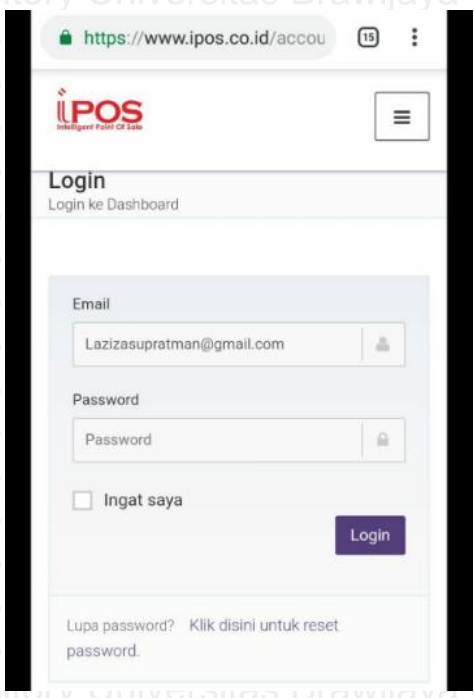 https://www.ipos.co.id/accou 15
iPOS
Intelligent Point Of Sale
Login
Login ke Dashboard
Email
Lazizasupratman@gmail.com
Password
Password
Ingat saya
Login
Lupa password? Klik disini untuk reset
password.